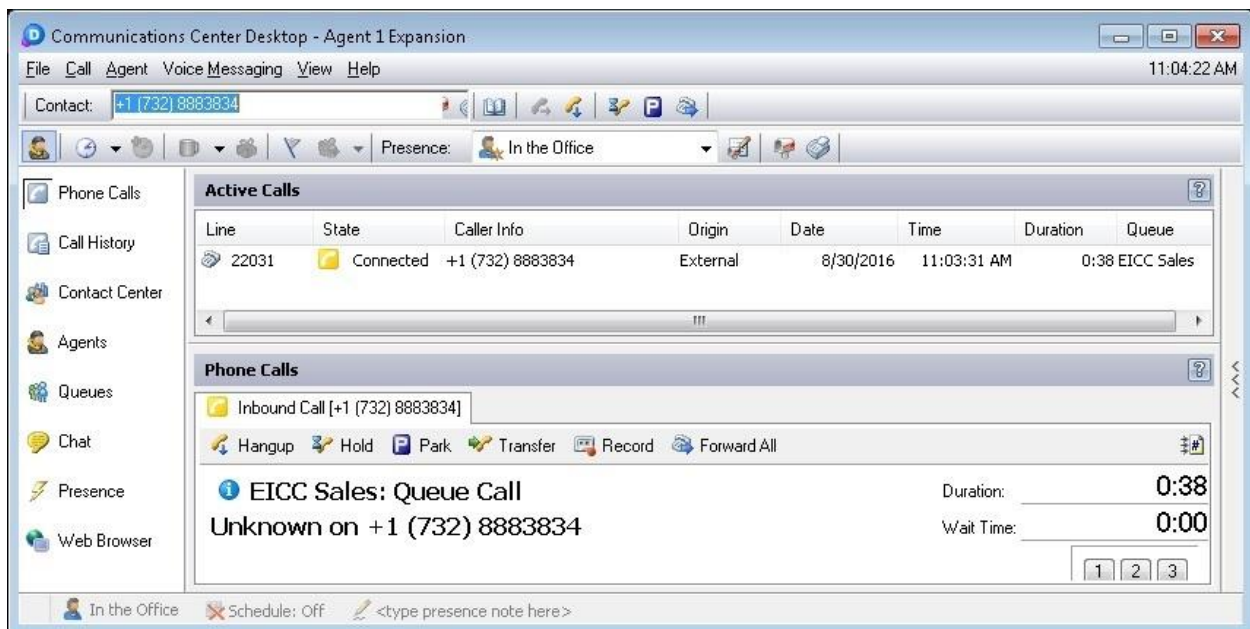 Communications Center Desktop - Agent 1 Expansion
File Call Agent Voice Messaging View Help 11:04:22 AM
Contact: +1 (732) 8883834
Presence: In the Office
Phone Calls
Call History
Contact Center
Agents
Queues
Chat
Presence
Web Browser
Active Calls
Line State Caller Info Origin Date Time Duration Queue
22031 Connected +1 (732) 8883834 External 8/30/2016 11:03:31 AM 0:38 EICC Sales
Phone Calls
Inbound Call [+1 (732) 8883834]
Hangup Hold Park Transfer Record Forward All
EICC Sales: Queue Call Duration: 0:38
Unknown on +1 (732) 8883834 Wait Time: 0:00
1 2 3
In the Office Schedule: Off <type presence note here>